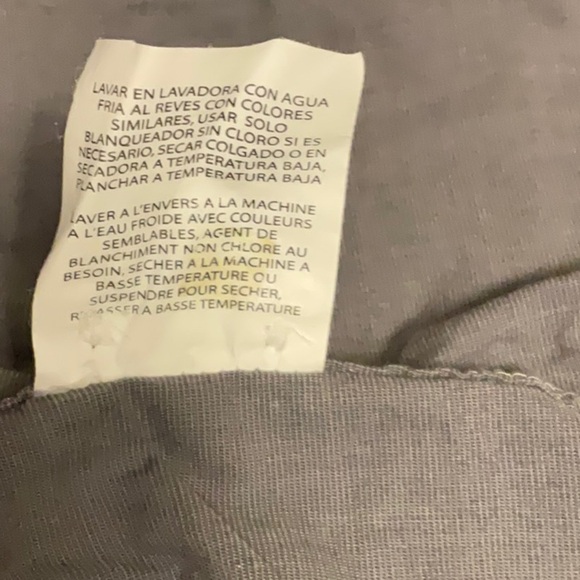 LAVAR EN LAVADORA CON AGUA
FRIA AL REVES CON COLORES
SIMILARES, USAR SOLO
BLANQUEADOR SIN CLORO SI ES
NECESARIO, SECAR COLGADO O EN
SECADORA A TEMPERATURA BAJA,
PLANCHAR A TEMPERATURA BAJA
LAVER A L'ENVERS A LA MACHINE
A L'EAU FROIDE AVEC COULEURS
SEMBLABLES, AGENT DE
BLANCHIMENT NON CHLORE AU
BESOIN, SECHER A LA MACHINE A
BASSE TEMPERATURE OU
SUSPENDRE POUR SECHER,
REPASSER A BASSE TEMPERATURE